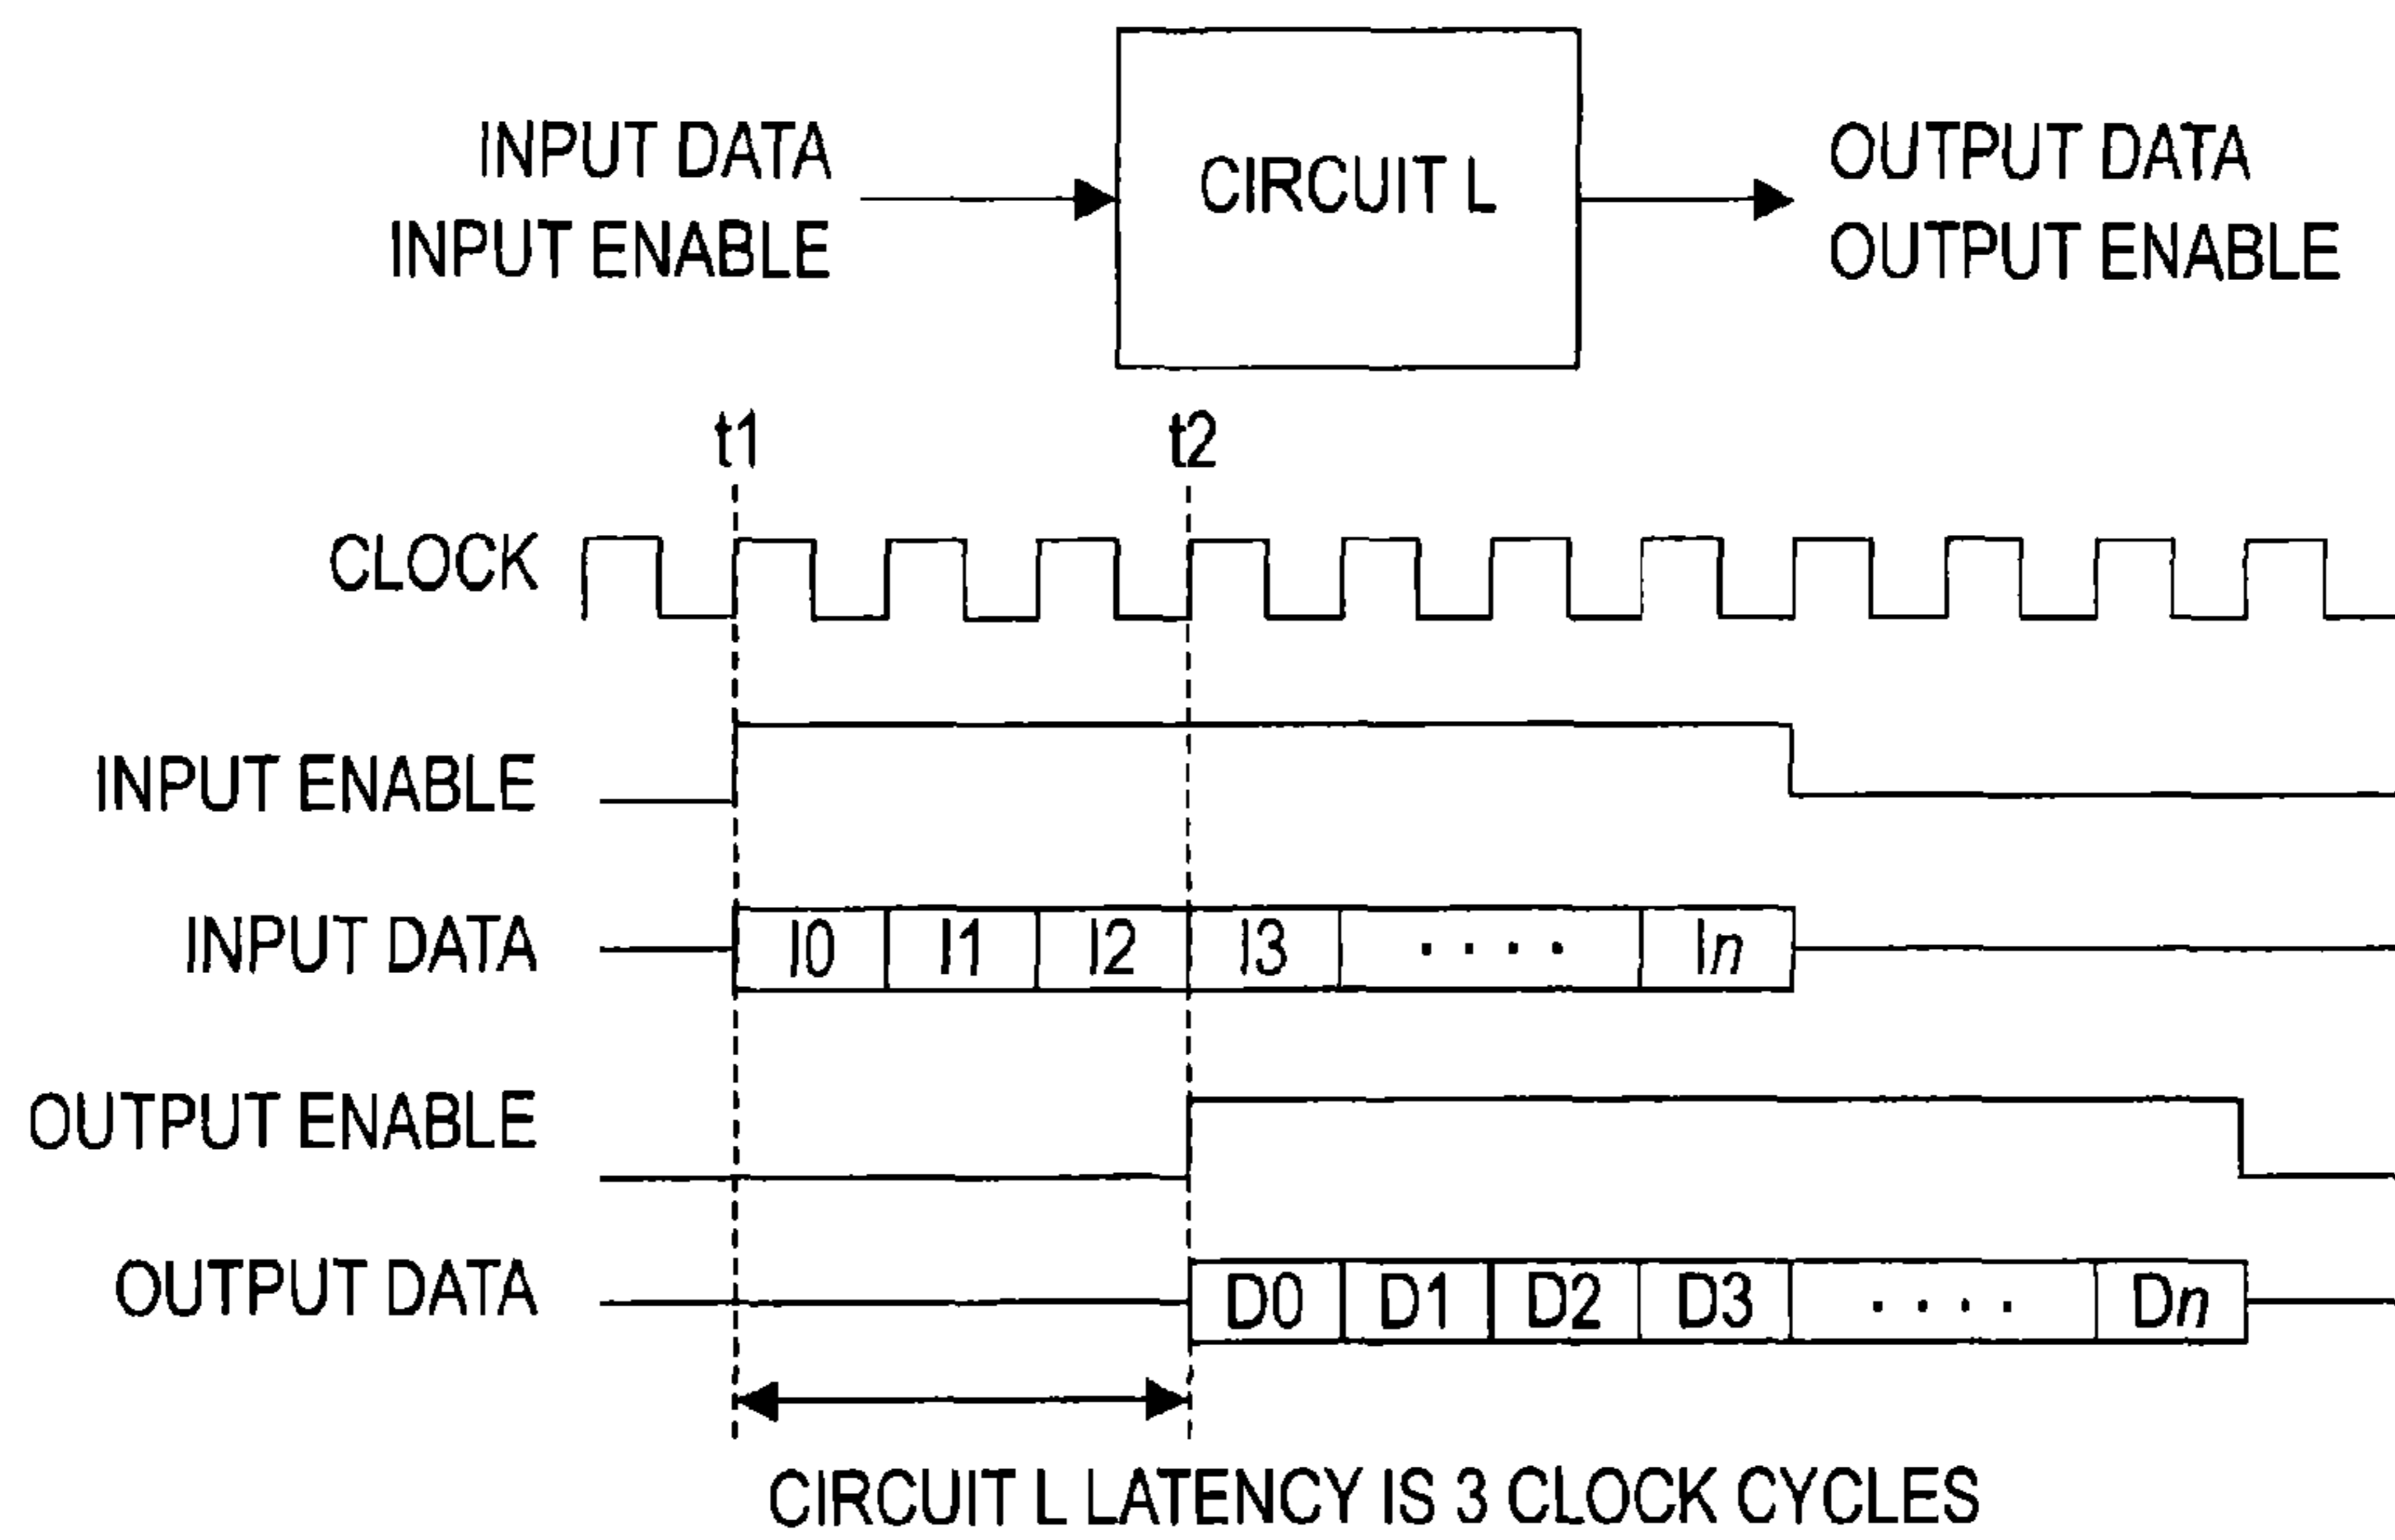 INPUT DATA
INPUT ENABLE
CIRCUIT L
OUTPUT DATA
OUTPUT ENABLE
t1
t2
CLOCK
INPUT ENABLE
INPUT DATA
I0 I1 I2 I3 · · · · In
OUTPUT ENABLE
OUTPUT DATA
D0 D1 D2 D3 · · · · Dn
CIRCUIT L LATENCY IS 3 CLOCK CYCLES